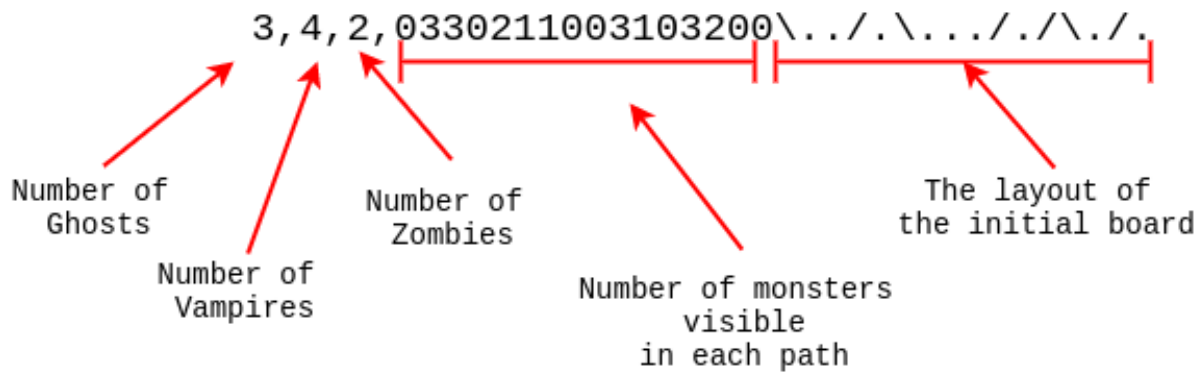 3,4,2,0330211003103200\../.\..././\./.
Number of
Ghosts
Number of
Vampires
Number of
Zombies
Number of monsters
visible
in each path
The layout of
the initial board